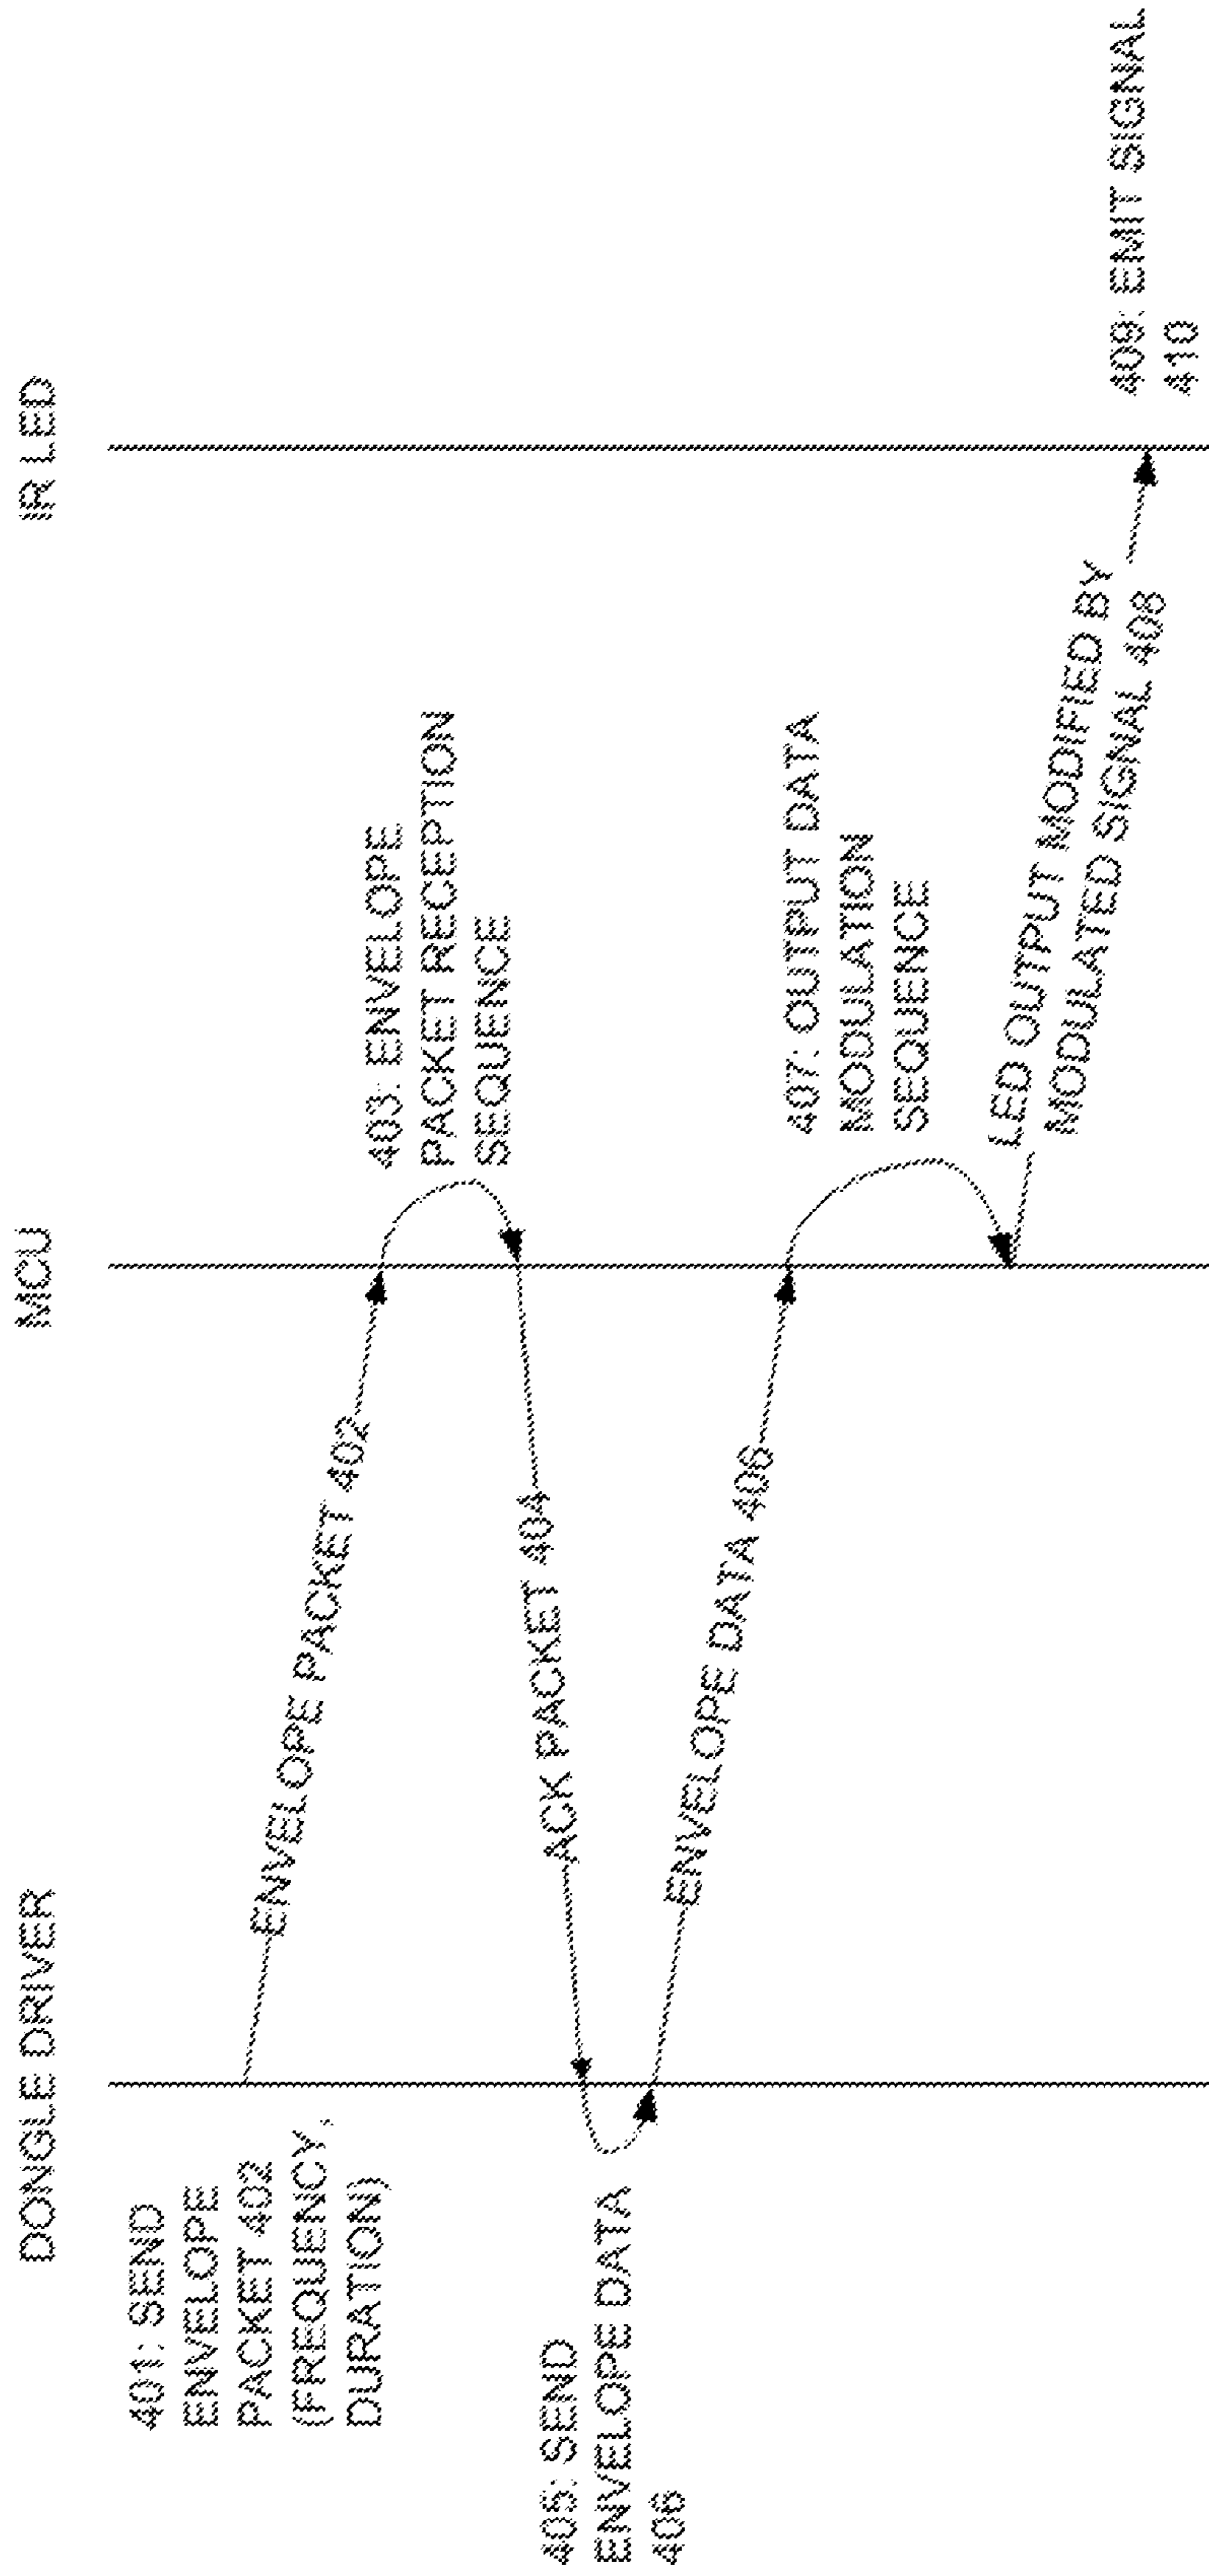 DONGLE DRIVER
MCU
IR LED
401: SEND
ENVELOPE
PACKET 402
(FREQUENCY,
DURATION)
ENVELOPE PACKET 402
403: ENVELOPE
PACKET RECEPTION
SEQUENCE
ACK PACKET 404
405: SEND
ENVELOPE DATA
406
ENVELOPE DATA 406
407: OUTPUT DATA
MODULATION
SEQUENCE
LED OUTPUT MODIFIED BY
MODULATED SIGNAL 408
409: EMIT SIGNAL
410